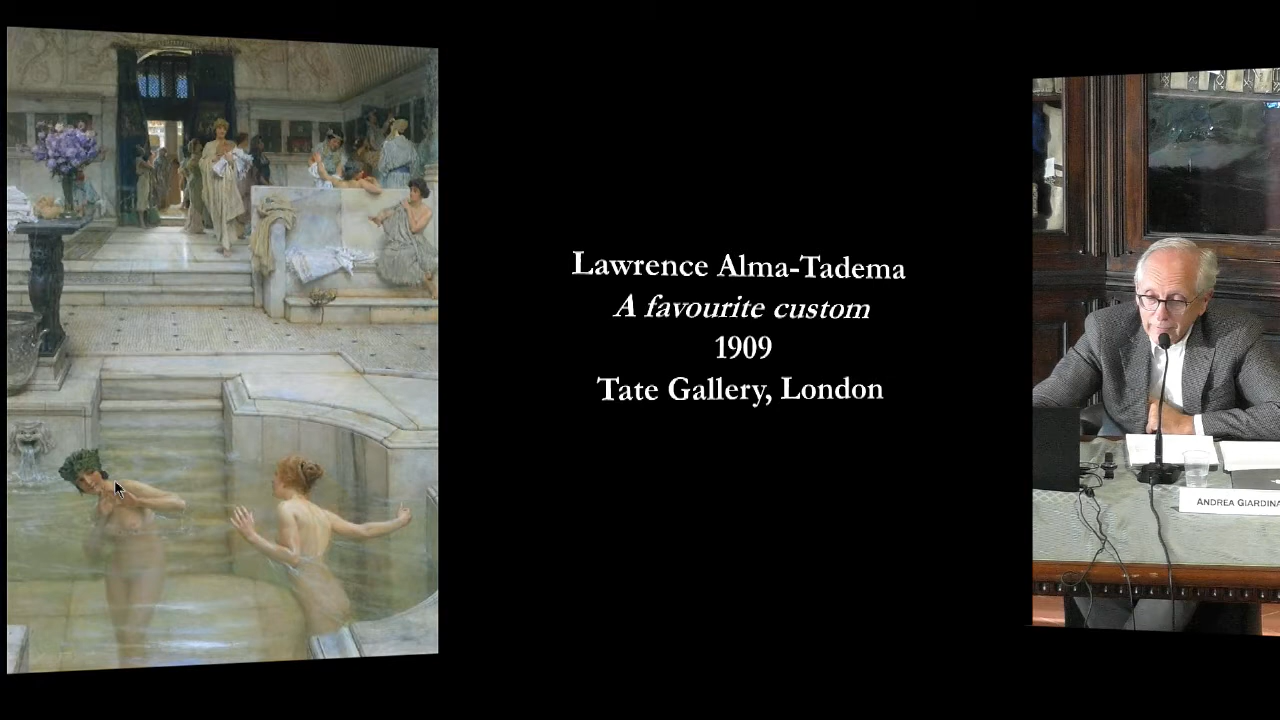 Lawrence Alma-Tadema
A favourite custom
1909
Tate Gallery, London
ANDREA GIARDINA